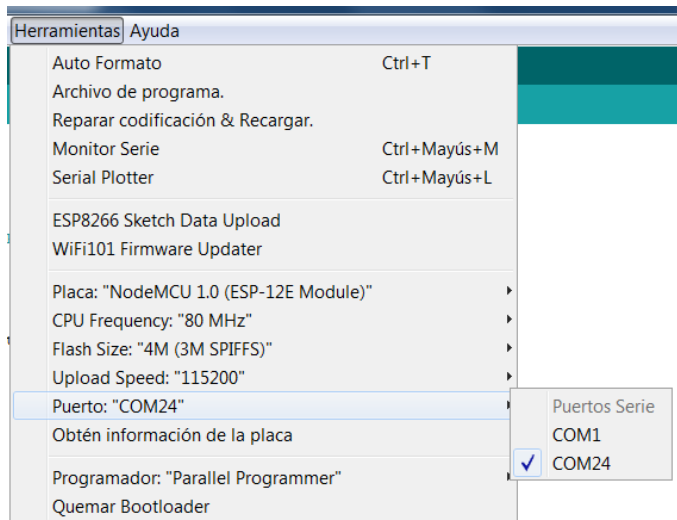 Herramientas Ayuda
Auto Formato Ctrl+T
Archivo de programa.
Reparar codificación & Recargar.
Monitor Serie Ctrl+Mayús+M
Serial Plotter Ctrl+Mayús+L
ESP8266 Sketch Data Upload
WiFi101 Firmware Updater
Placa: "NodeMCU 1.0 (ESP-12E Module)"
CPU Frequency: "80 MHz"
Flash Size: "4M (3M SPIFFS)"
Upload Speed: "115200"
Puerto: "COM24"
Puertos Serie
Obtén información de la placa
COM1
COM24
Programador: "Parallel Programmer"
Quemar Bootloader